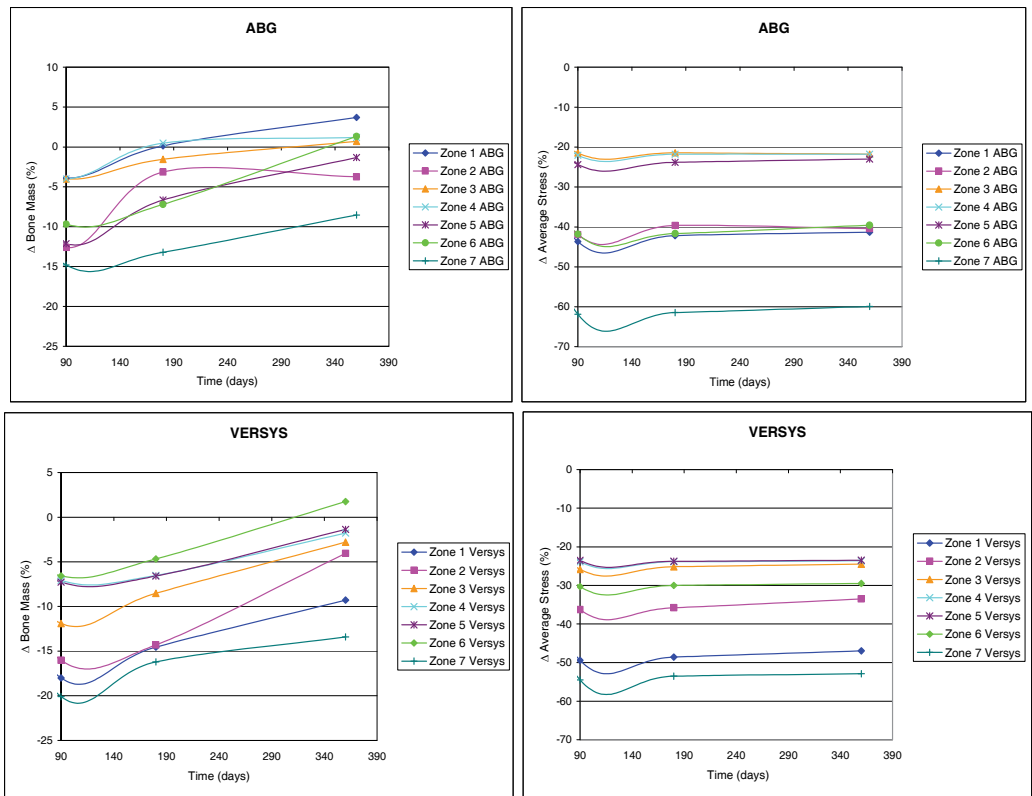 ABG
10
5
0
-5
-10
-15
-20
-25
Δ Bone Mass (%)
90 140 190 240 290 340 390
Time (days)
Zone 1 ABG
Zone 2 ABG
Zone 3 ABG
Zone 4 ABG
Zone 5 ABG
Zone 6 ABG
Zone 7 ABG
ABG
0
-10
-20
-30
-40
-50
-60
-70
Δ Average Stress (%)
90 140 190 240 290 340 390
Time (days)
Zone 1 ABG
Zone 2 ABG
Zone 3 ABG
Zone 4 ABG
Zone 5 ABG
Zone 6 ABG
Zone 7 ABG
VERSYS
5
0
-5
-10
-15
-20
-25
Δ Bone Mass (%)
90 140 190 240 290 340 390
Time (days)
Zone 1 Versys
Zone 2 Versys
Zone 3 Versys
Zone 4 Versys
Zone 5 Versys
Zone 6 Versys
Zone 7 Versys
VERSYS
0
-10
-20
-30
-40
-50
-60
-70
Δ Average Stress (%)
90 140 190 240 290 340 390
Time (days)
Zone 1 Versys
Zone 2 Versys
Zone 3 Versys
Zone 4 Versys
Zone 5 Versys
Zone 6 Versys
Zone 7 Versys